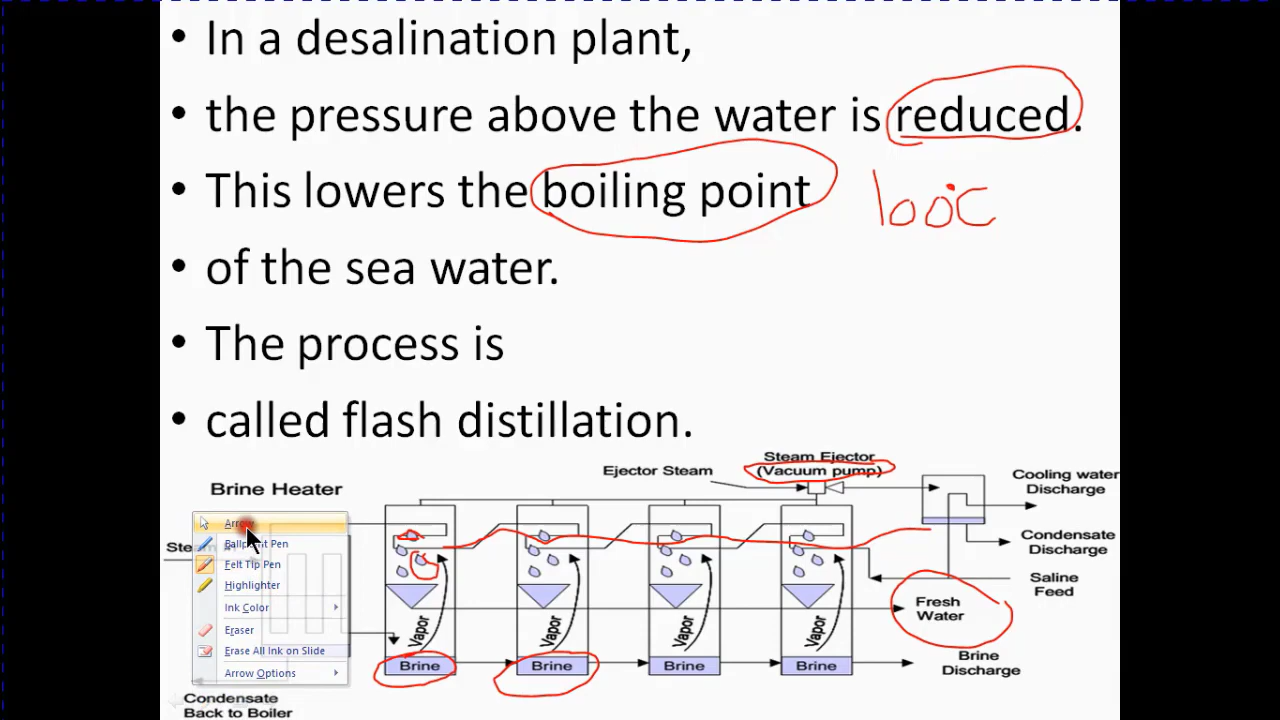 • In a desalination plant,
• the pressure above the water is reduced.
• This lowers the boiling point
100°C
• of the sea water.
• The process is
• called flash distillation.
Steam Ejector
(Vacuum pump)
Ejector Steam
Cooling water
Discharge
Brine Heater
Arrow
Ballpoint Pen
Felt Tip Pen
Highlighter
Ink Color
Eraser
Erase All Ink on Slide
Arrow Options
Condensate
Discharge
Saline
Feed
Fresh
Water
Vapor
Vapor
Vapor
Vapor
Brine
Brine
Brine
Brine
Brine
Discharge
Condensate
Back to Boiler